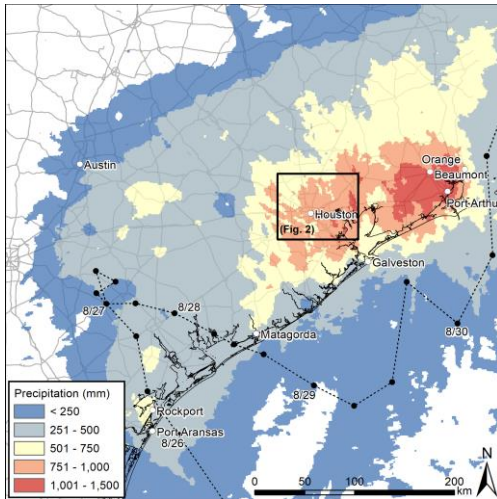 Austin
Orange
Beaumont
Port Arthur
Houston
(Fig. 2)
Galveston
8/27
8/28
8/30
Matagorda
8/29
Precipitation (mm)
< 250
251 - 500
501 - 750
751 - 1,000
1,001 - 1,500
Rockport
Port Aransas
8/26
0
50
100
200
km
N